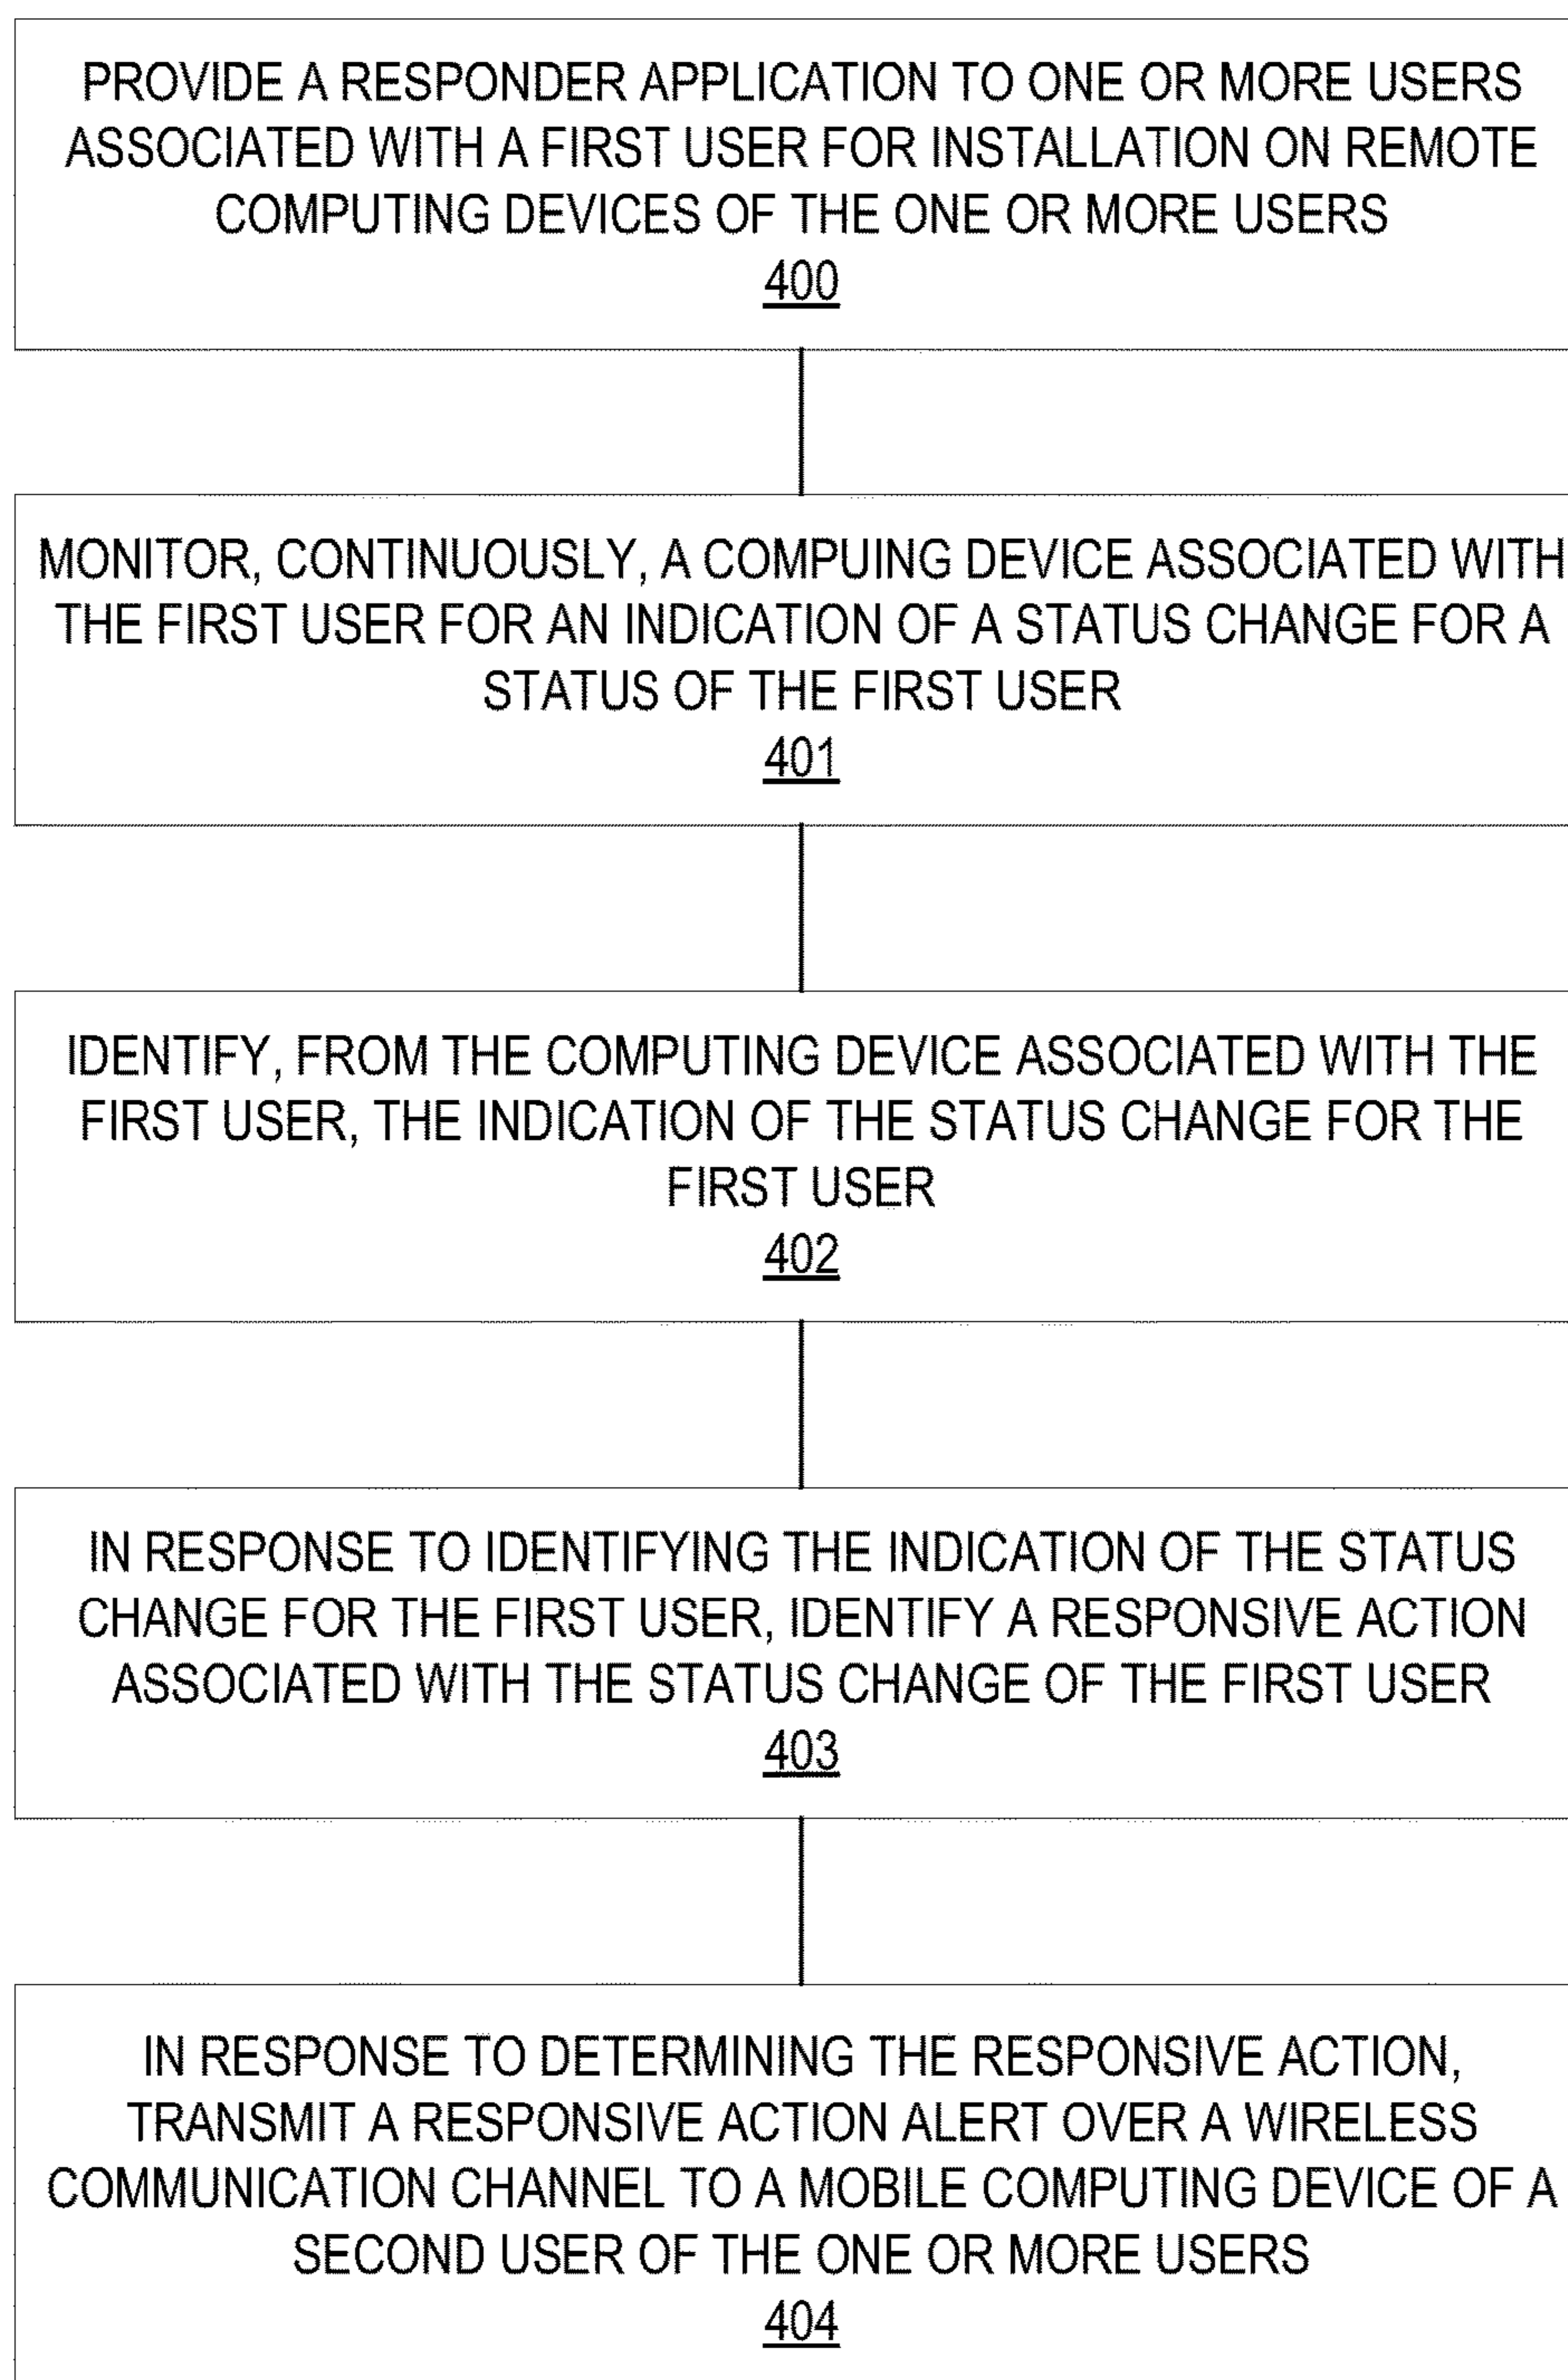 PROVIDE A RESPONDER APPLICATION TO ONE OR MORE USERS
ASSOCIATED WITH A FIRST USER FOR INSTALLATION ON REMOTE
COMPUTING DEVICES OF THE ONE OR MORE USERS
400
MONITOR, CONTINUOUSLY, A COMPUING DEVICE ASSOCIATED WITH
THE FIRST USER FOR AN INDICATION OF A STATUS CHANGE FOR A
STATUS OF THE FIRST USER
401
IDENTIFY, FROM THE COMPUTING DEVICE ASSOCIATED WITH THE
FIRST USER, THE INDICATION OF THE STATUS CHANGE FOR THE
FIRST USER
402
IN RESPONSE TO IDENTIFYING THE INDICATION OF THE STATUS
CHANGE FOR THE FIRST USER, IDENTIFY A RESPONSIVE ACTION
ASSOCIATED WITH THE STATUS CHANGE OF THE FIRST USER
403
IN RESPONSE TO DETERMINING THE RESPONSIVE ACTION,
TRANSMIT A RESPONSIVE ACTION ALERT OVER A WIRELESS
COMMUNICATION CHANNEL TO A MOBILE COMPUTING DEVICE OF A
SECOND USER OF THE ONE OR MORE USERS
404